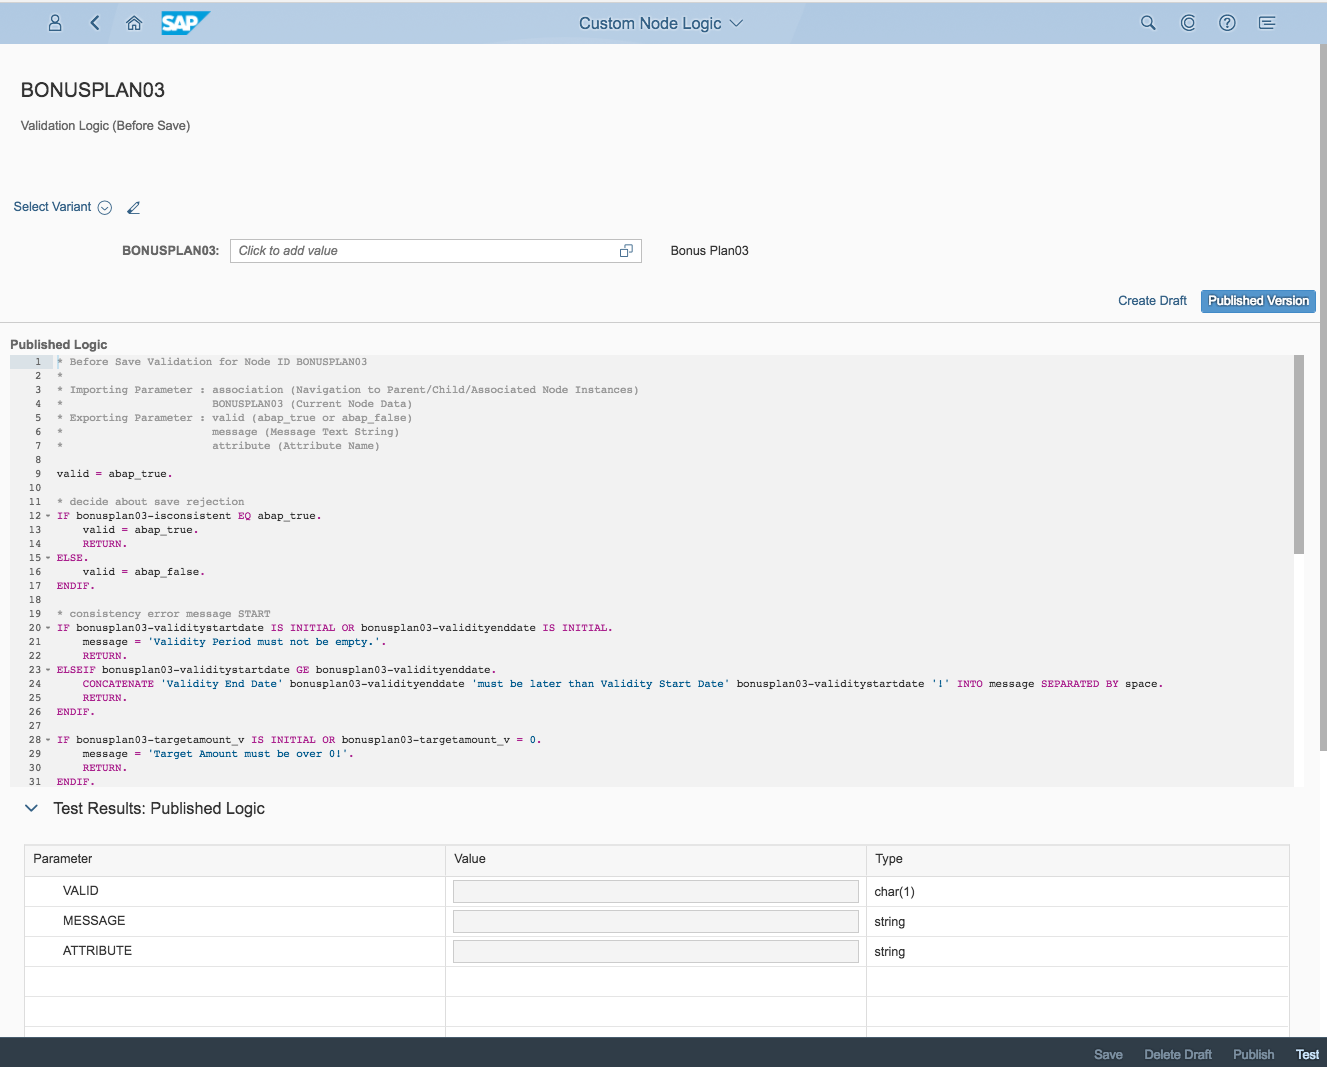 SAP
Custom Node Logic
BONUSPLAN03
Validation Logic (Before Save)
Select Variant
BONUSPLAN03:
Click to add value
Bonus Plan03
Create Draft
Published Version
Published Logic
1 * Before Save Validation for Node ID BONUSPLAN03
2 *
3 * Importing Parameter : association (Navigation to Parent/Child/Associated Node Instances)
4 * BONUSPLAN03 (Current Node Data)
5 * Exporting Parameter : valid (abap_true or abap_false)
6 * message (Message Text String)
7 * attribute (Attribute Name)
8
9 valid = abap_true.
10
11 * decide about save rejection
12 IF bonusplan03-isconsistent EQ abap_true.
13 valid = abap_true.
14 RETURN.
15 ELSE.
16 valid = abap_false.
17 ENDIF.
18
19 * consistency error message START
20 IF bonusplan03-validitystartdate IS INITIAL OR bonusplan03-validityenddate IS INITIAL.
21 message = 'Validity Period must not be empty.'.
22 RETURN.
23 ELSEIF bonusplan03-validitystartdate GE bonusplan03-validityenddate.
24 CONCATENATE 'Validity End Date' bonusplan03-validityenddate 'must be later than Validity Start Date' bonusplan03-validitystartdate '!' INTO message SEPARATED BY space.
25 RETURN.
26 ENDIF.
27
28 IF bonusplan03-targetamount_v IS INITIAL OR bonusplan03-targetamount_v = 0.
29 message = 'Target Amount must be over 0!'.
30 RETURN.
31 ENDIF.
Test Results: Published Logic
Parameter Value Type
VALID char(1)
MESSAGE string
ATTRIBUTE string
Save Delete Draft Publish Test